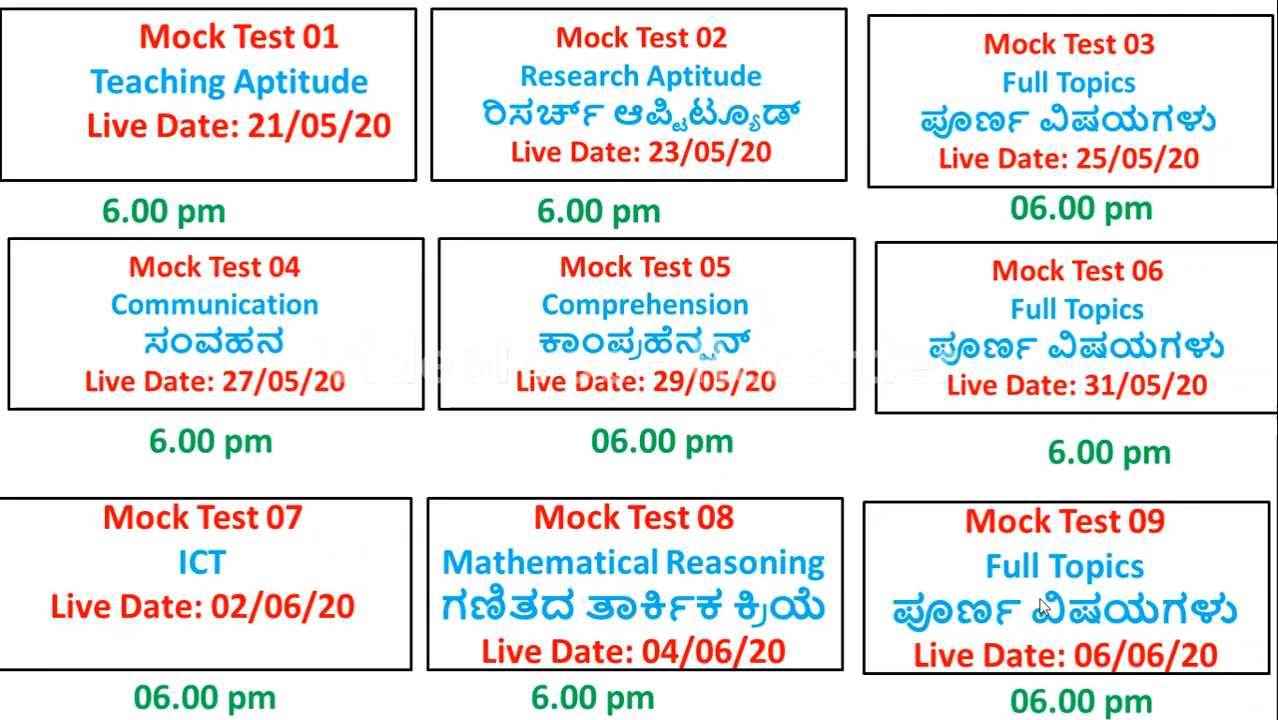 Mock Test 01
Teaching Aptitude
Live Date: 21/05/20
6.00 pm
Mock Test 02
Research Aptitude
ರಿಸರ್ಚ್ ಆಪ್ಟಿಟ್ಯೂಡ್
Live Date: 23/05/20
6.00 pm
Mock Test 03
Full Topics
ಪೂರ್ಣ ವಿಷಯಗಳು
Live Date: 25/05/20
06.00 pm
Mock Test 04
Communication
ಸಂವಹನ
Live Date: 27/05/20
6.00 pm
Mock Test 05
Comprehension
ಕಾಂಪ್ರಹೆನ್ಷನ್
Live Date: 29/05/20
06.00 pm
Mock Test 06
Full Topics
ಪೂರ್ಣ ವಿಷಯಗಳು
Live Date: 31/05/20
6.00 pm
Mock Test 07
ICT
Live Date: 02/06/20
06.00 pm
Mock Test 08
Mathematical Reasoning
ಗಣಿತದ ತಾರ್ಕಿಕ ಕ್ರಿಯೆ
Live Date: 04/06/20
6.00 pm
Mock Test 09
Full Topics
ಪೂರ್ಣ ವಿಷಯಗಳು
Live Date: 06/06/20
06.00 pm